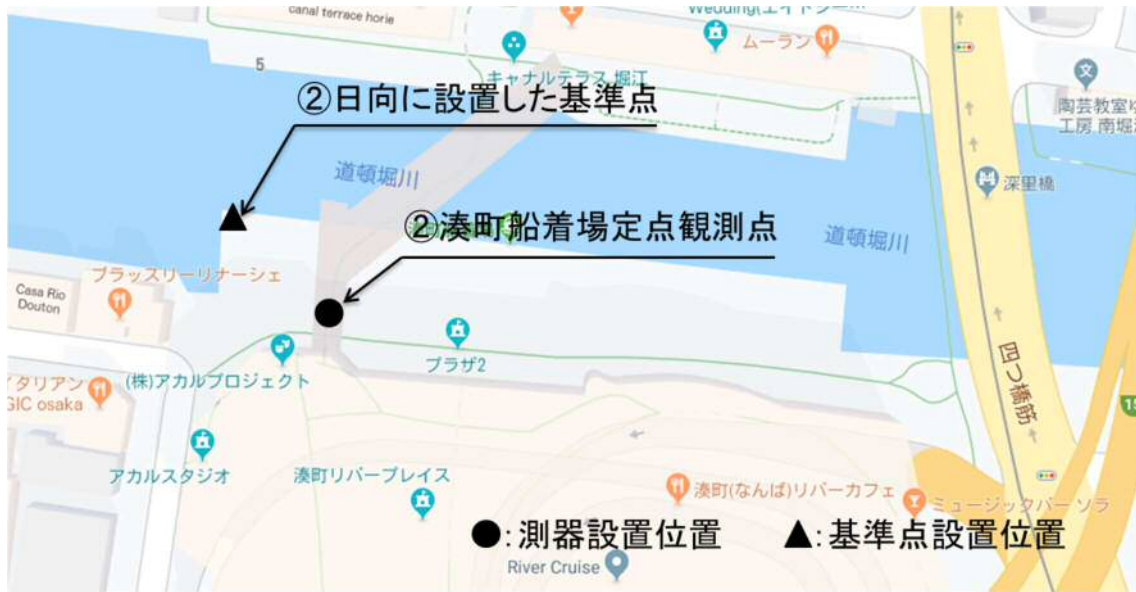 canal terrace horie
Wedding(エイトシー…
ムーラン
5
キャナルテラス 堀江
②日向に設置した基準点
陶芸教室ゆ
工房 南堀
道頓堀川
深里橋
②湊町船着場定点観測点
道頓堀川
ブラッスリーリナーシェ
Casa Rio
Douton
プラザ2
四つ橋筋
(株)アカルプロジェクト
イタリアン
GIC osaka
15
アカルスタジオ
湊町リバープレイス
湊町(なんば)リバーカフェ
ミュージックバー ソラ
●:測器設置位置
▲:基準点設置位置
River Cruise